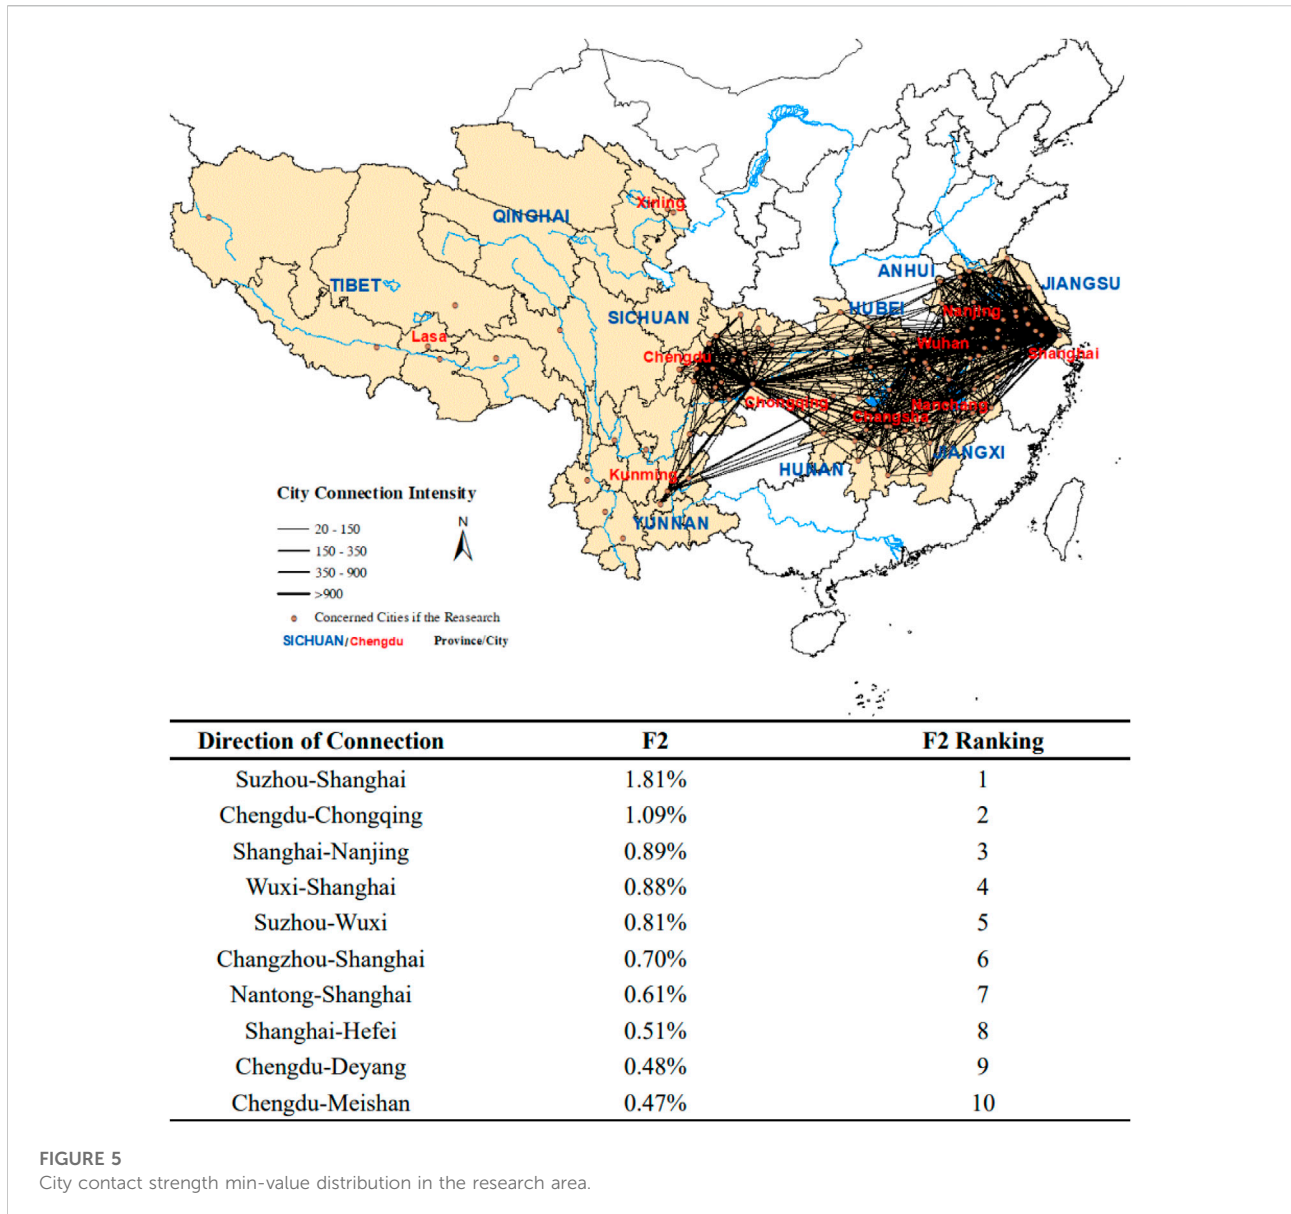 Xining
QINGHAI
ANHUI
TIBET
JIANGSU
SICHUAN
HUBEI
Nanjing
Lasa
Wuhan
Chengdu
Shanghai
Chongqing
Nanchang
Changsha
JIANGXI
HUNAN
Kunming
YUNNAN
City Connection Intensity
N
20 - 150
150 - 350
350 - 900
>900
Concerned Cities if the Reasearch
SICHUAN/Chengdu Province/City
Direction of Connection F2 F2 Ranking
Suzhou-Shanghai 1.81% 1
Chengdu-Chongqing 1.09% 2
Shanghai-Nanjing 0.89% 3
Wuxi-Shanghai 0.88% 4
Suzhou-Wuxi 0.81% 5
Changzhou-Shanghai 0.70% 6
Nantong-Shanghai 0.61% 7
Shanghai-Hefei 0.51% 8
Chengdu-Deyang 0.48% 9
Chengdu-Meishan 0.47% 10
FIGURE 5
City contact strength min-value distribution in the research area.